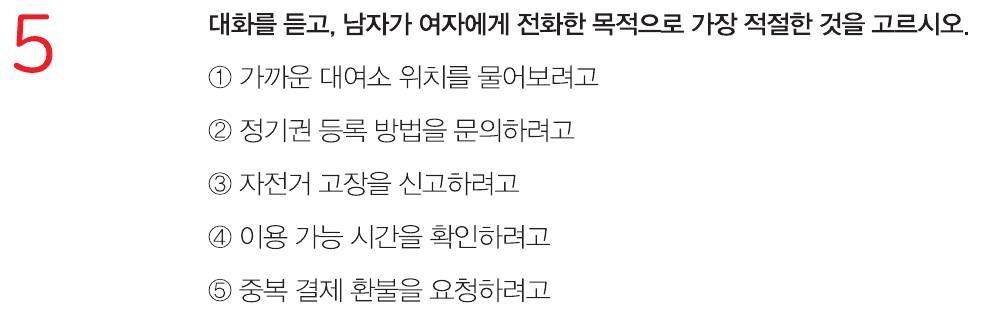 5
대화를 듣고, 남자가 여자에게 전화한 목적으로 가장 적절한 것을 고르시오.
① 가까운 대여소 위치를 물어보려고
② 정기권 등록 방법을 문의하려고
③ 자전거 고장을 신고하려고
④ 이용 가능 시간을 확인하려고
⑤ 중복 결제 환불을 요청하려고